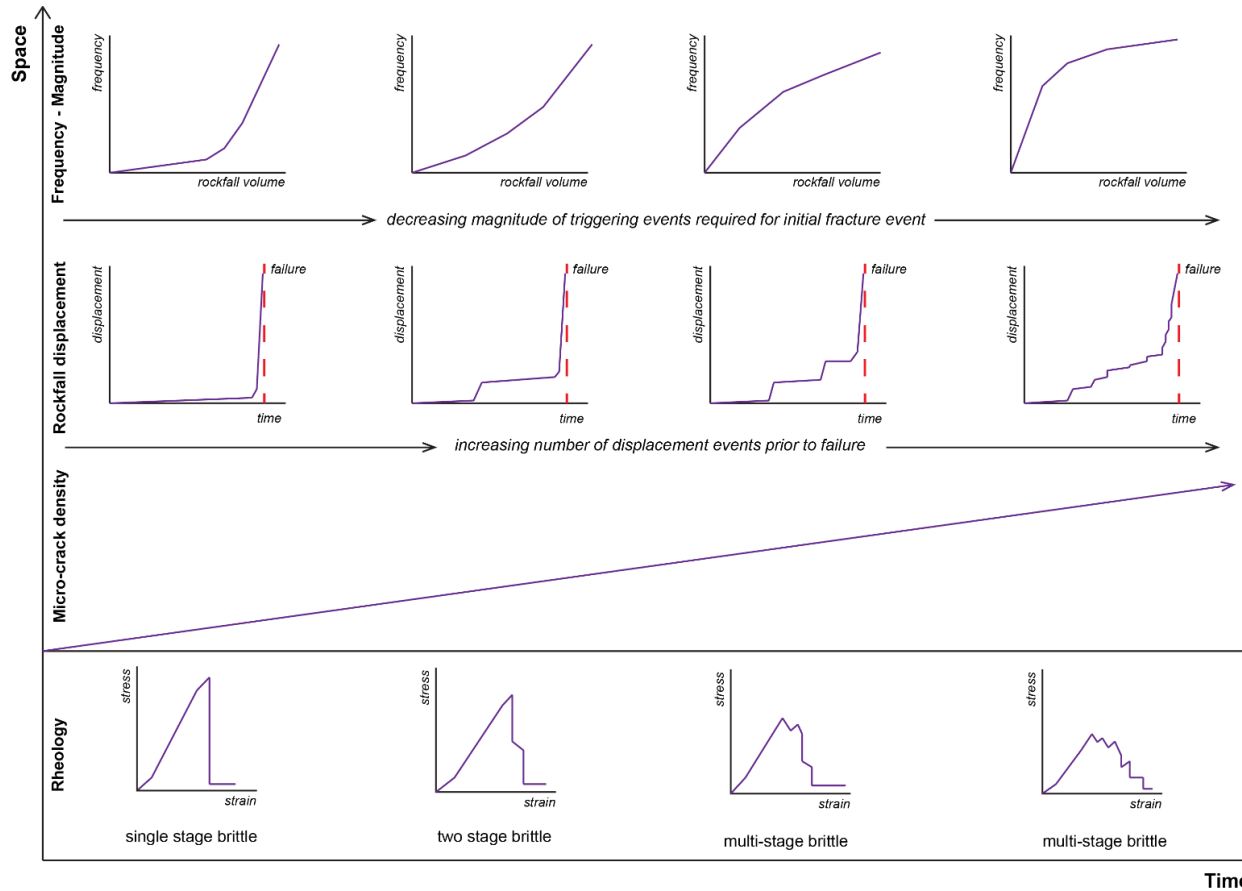 Space
Frequency - Magnitude
frequency
rockfall volume
frequency
rockfall volume
frequency
rockfall volume
frequency
rockfall volume
decreasing magnitude of triggering events required for initial fracture event
Rockfall displacement
displacement
failure
time
displacement
failure
time
displacement
failure
time
displacement
failure
time
increasing number of displacement events prior to failure
Micro-crack density
Rheology
stress
strain
stress
strain
stress
strain
stress
strain
single stage brittle
two stage brittle
multi-stage brittle
multi-stage brittle